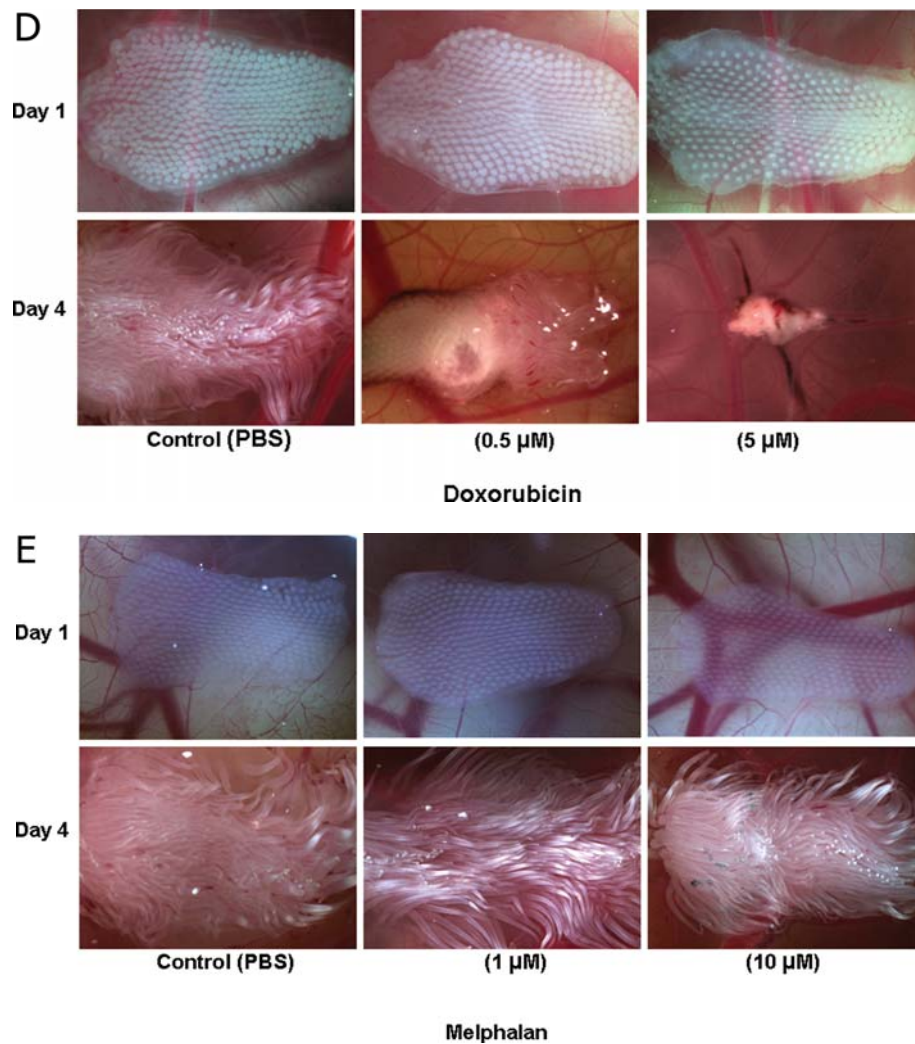 D
Day 1
Day 4
Control (PBS)
(0.5 µM)
(5 µM)
Doxorubicin
E
Day 1
Day 4
Control (PBS)
(1 µM)
(10 µM)
Melphalan